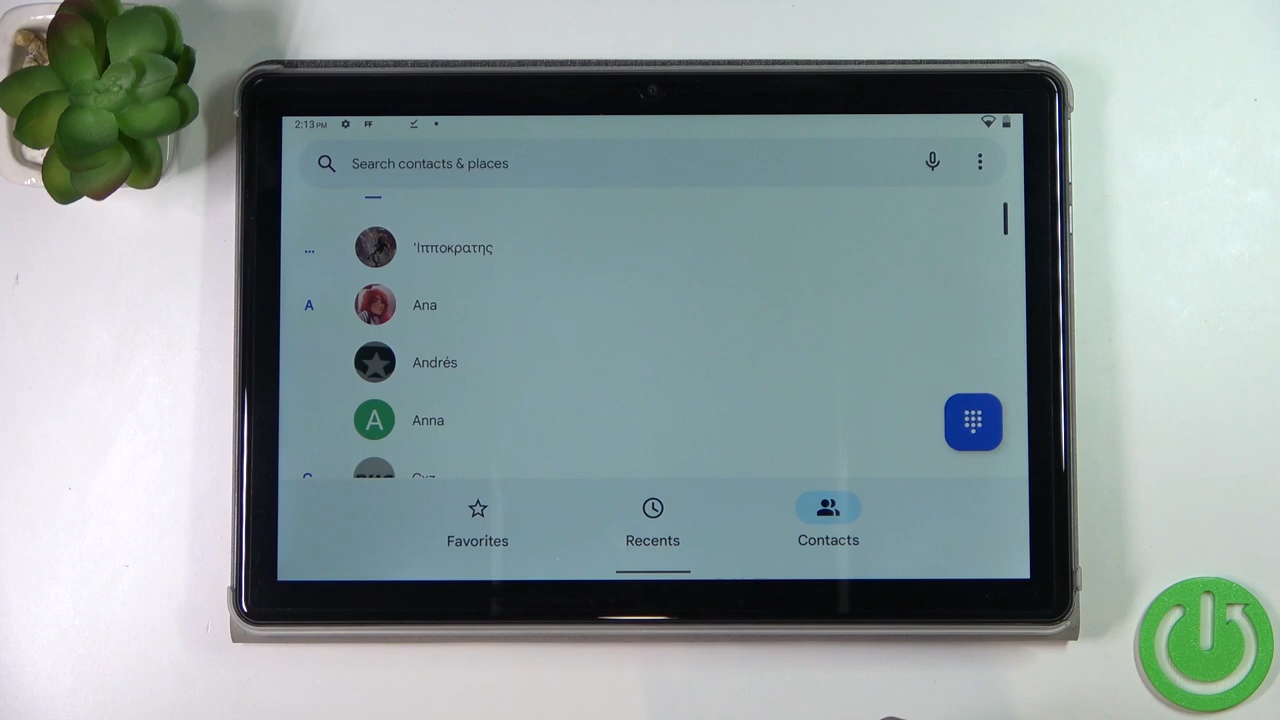 2:13 PM
Search contacts & places
...
'Ιπποκρατης
A
Ana
Andrés
A
Anna
Favorites
Recents
Contacts